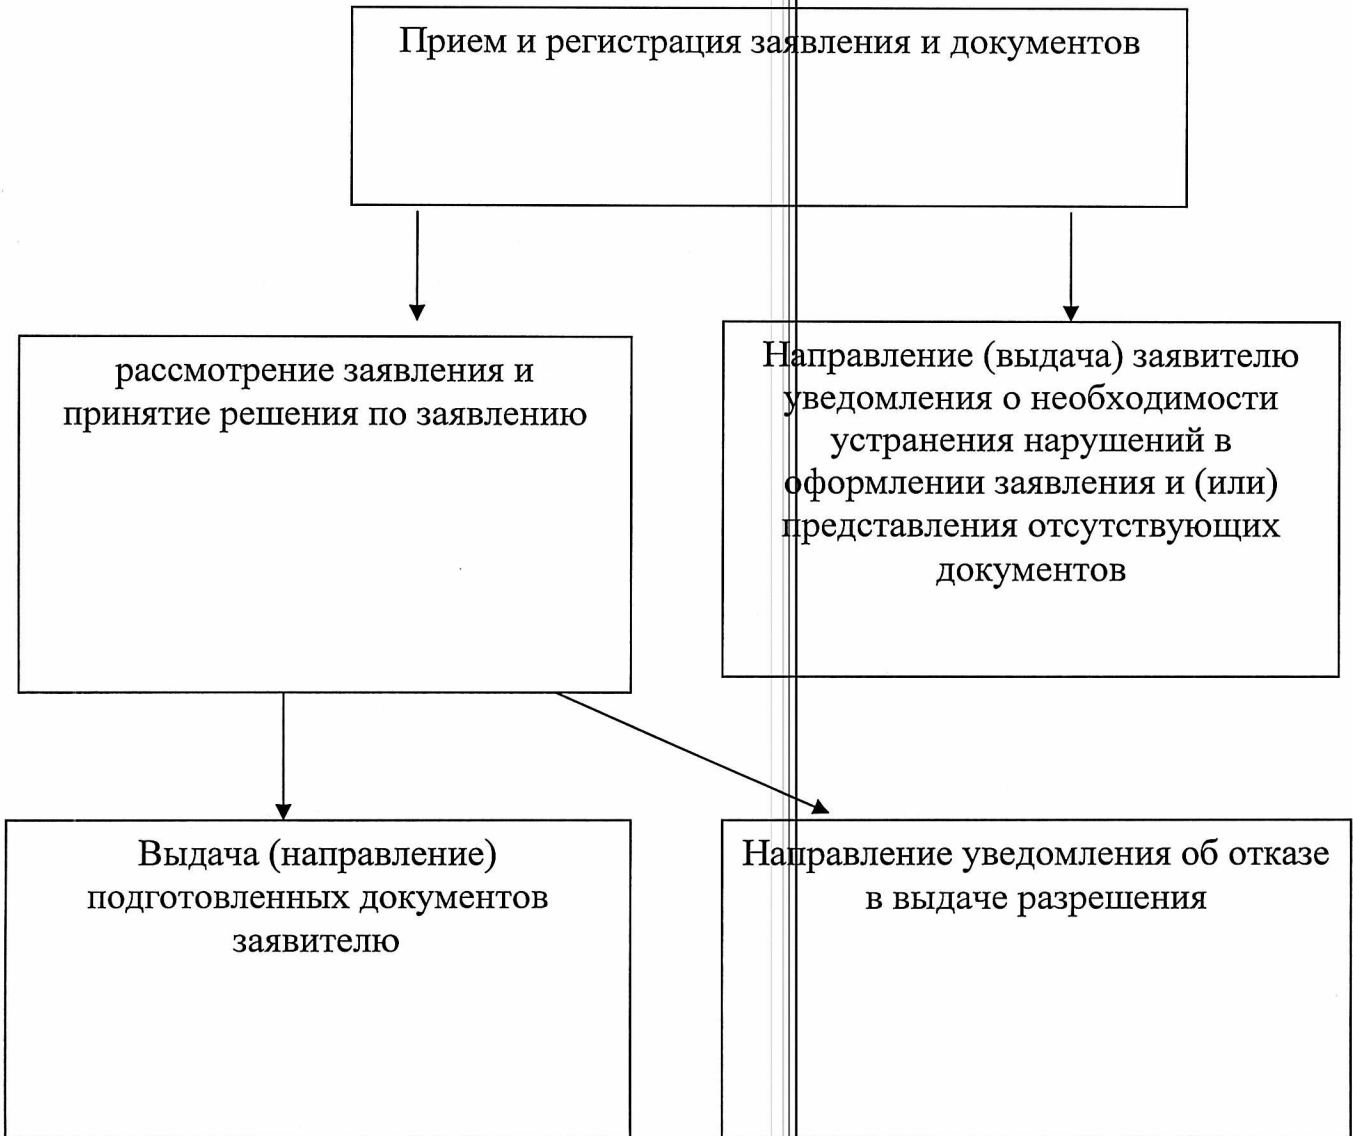 Прием и регистрация заявления и документов
рассмотрение заявления и
принятие решения по заявлению
Направление (выдача) заявителю
уведомления о необходимости
устранения нарушений в
оформлении заявления и (или)
представления отсутствующих
документов
Выдача (направление)
подготовленных документов
заявителю
Направление уведомления об отказе
в выдаче разрешения